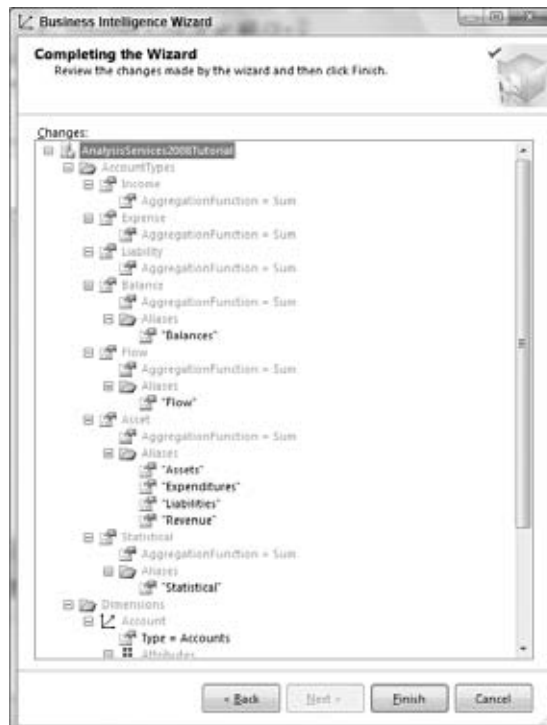 Business Intelligence Wizard
Completing the Wizard
Review the changes made by the wizard and then click Finish.
Changes:
AnalysisServices2008Tutorial
AccountTypes
Income
AggregationFunction = Sum
Expense
AggregationFunction = Sum
Liability
AggregationFunction = Sum
Balance
AggregationFunction = Sum
Aliases
"Balances"
Flow
AggregationFunction = Sum
Aliases
"Flow"
Asset
AggregationFunction = Sum
Aliases
"Assets"
"Expenditures"
"Liabilities"
"Revenue"
Statistical
AggregationFunction = Sum
Aliases
"Statistical"
Dimensions
Account
Type = Accounts
Attributes
< Back Next > Finish Cancel